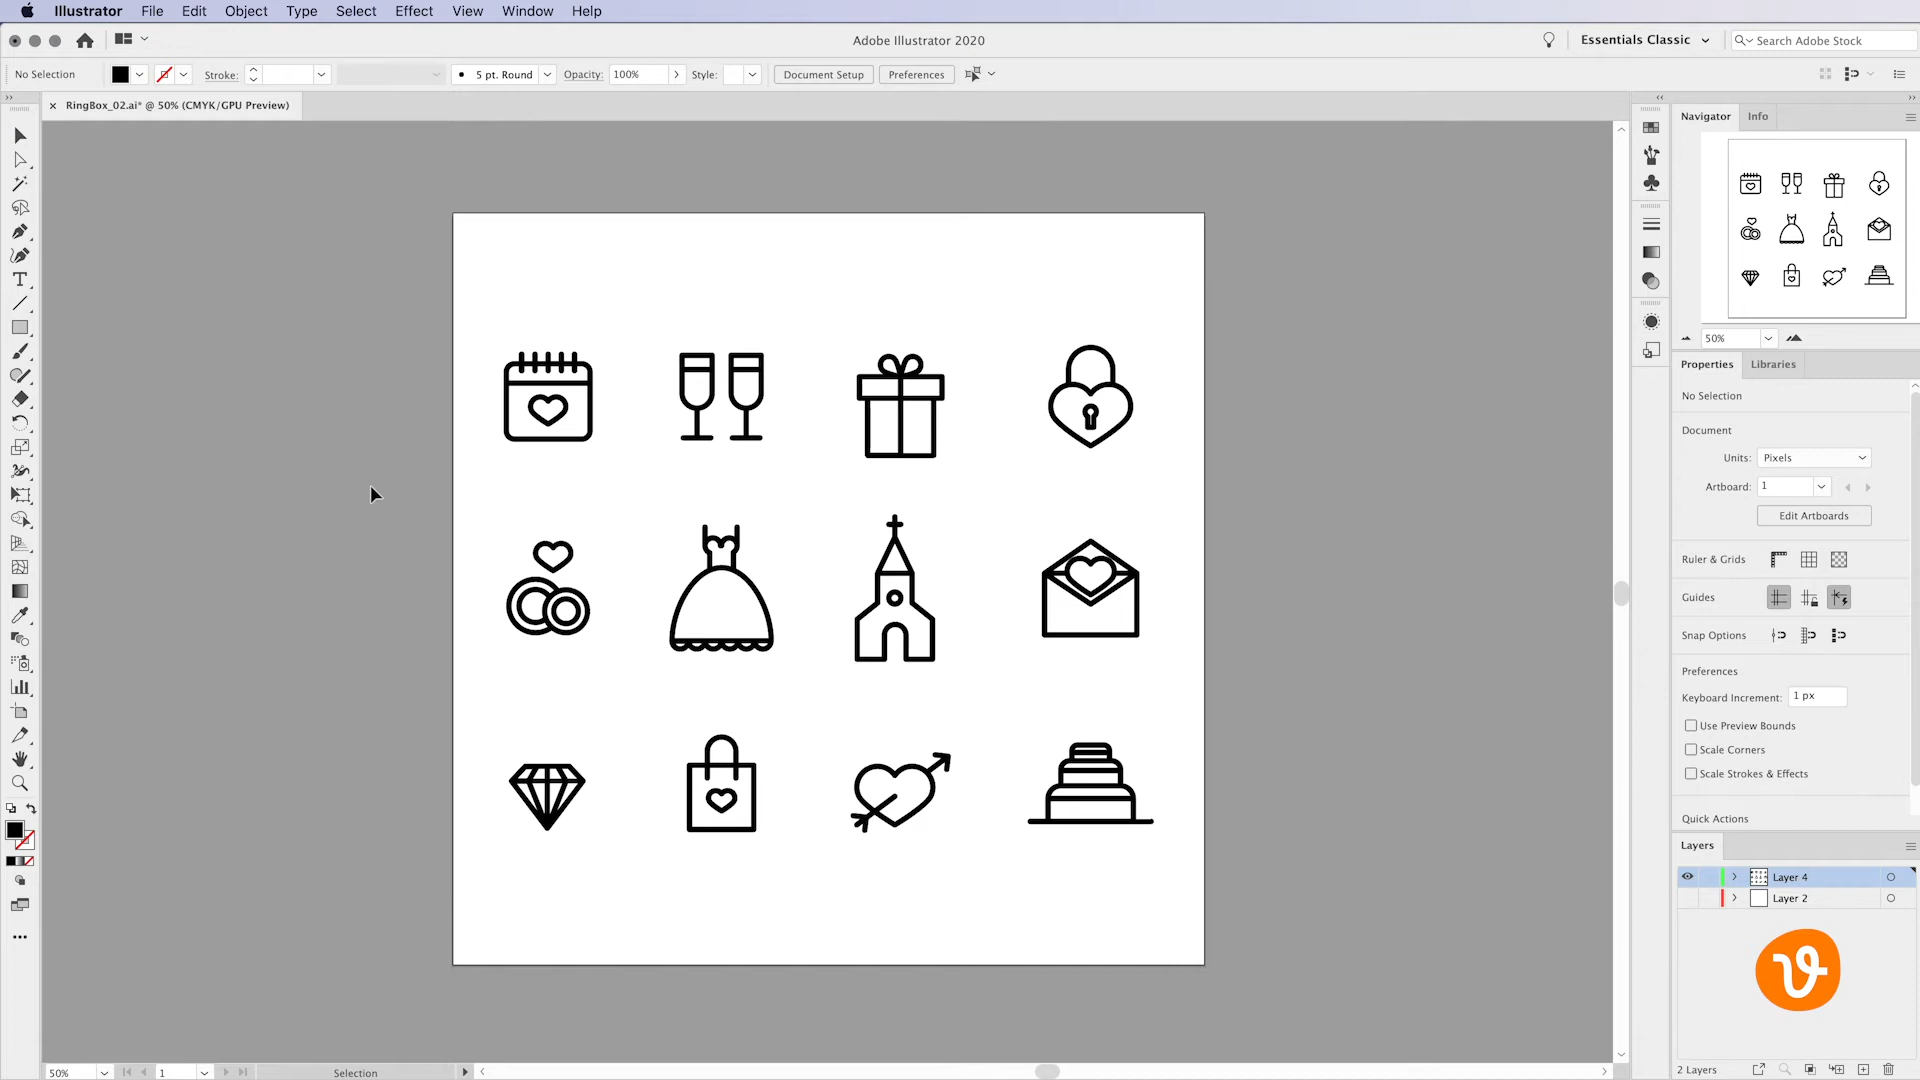 Illustrator File Edit Object Type Select Effect View Window Help
Adobe Illustrator 2020
Essentials Classic
Search Adobe Stock
No Selection
Stroke:
5 pt. Round
Opacity: 100%
Style:
Document Setup
Preferences
RingBox_02.ai* @ 50% (CMYK/GPU Preview)
Navigator Info
50%
Properties Libraries
No Selection
Document
Units: Pixels
Artboard: 1
Edit Artboards
Ruler & Grids
Guides
Snap Options
Preferences
Keyboard Increment: 1 px
Use Preview Bounds
Scale Corners
Scale Strokes & Effects
Quick Actions
Layers
Layer 4
Layer 2
2 Layers
50%
1
Selection